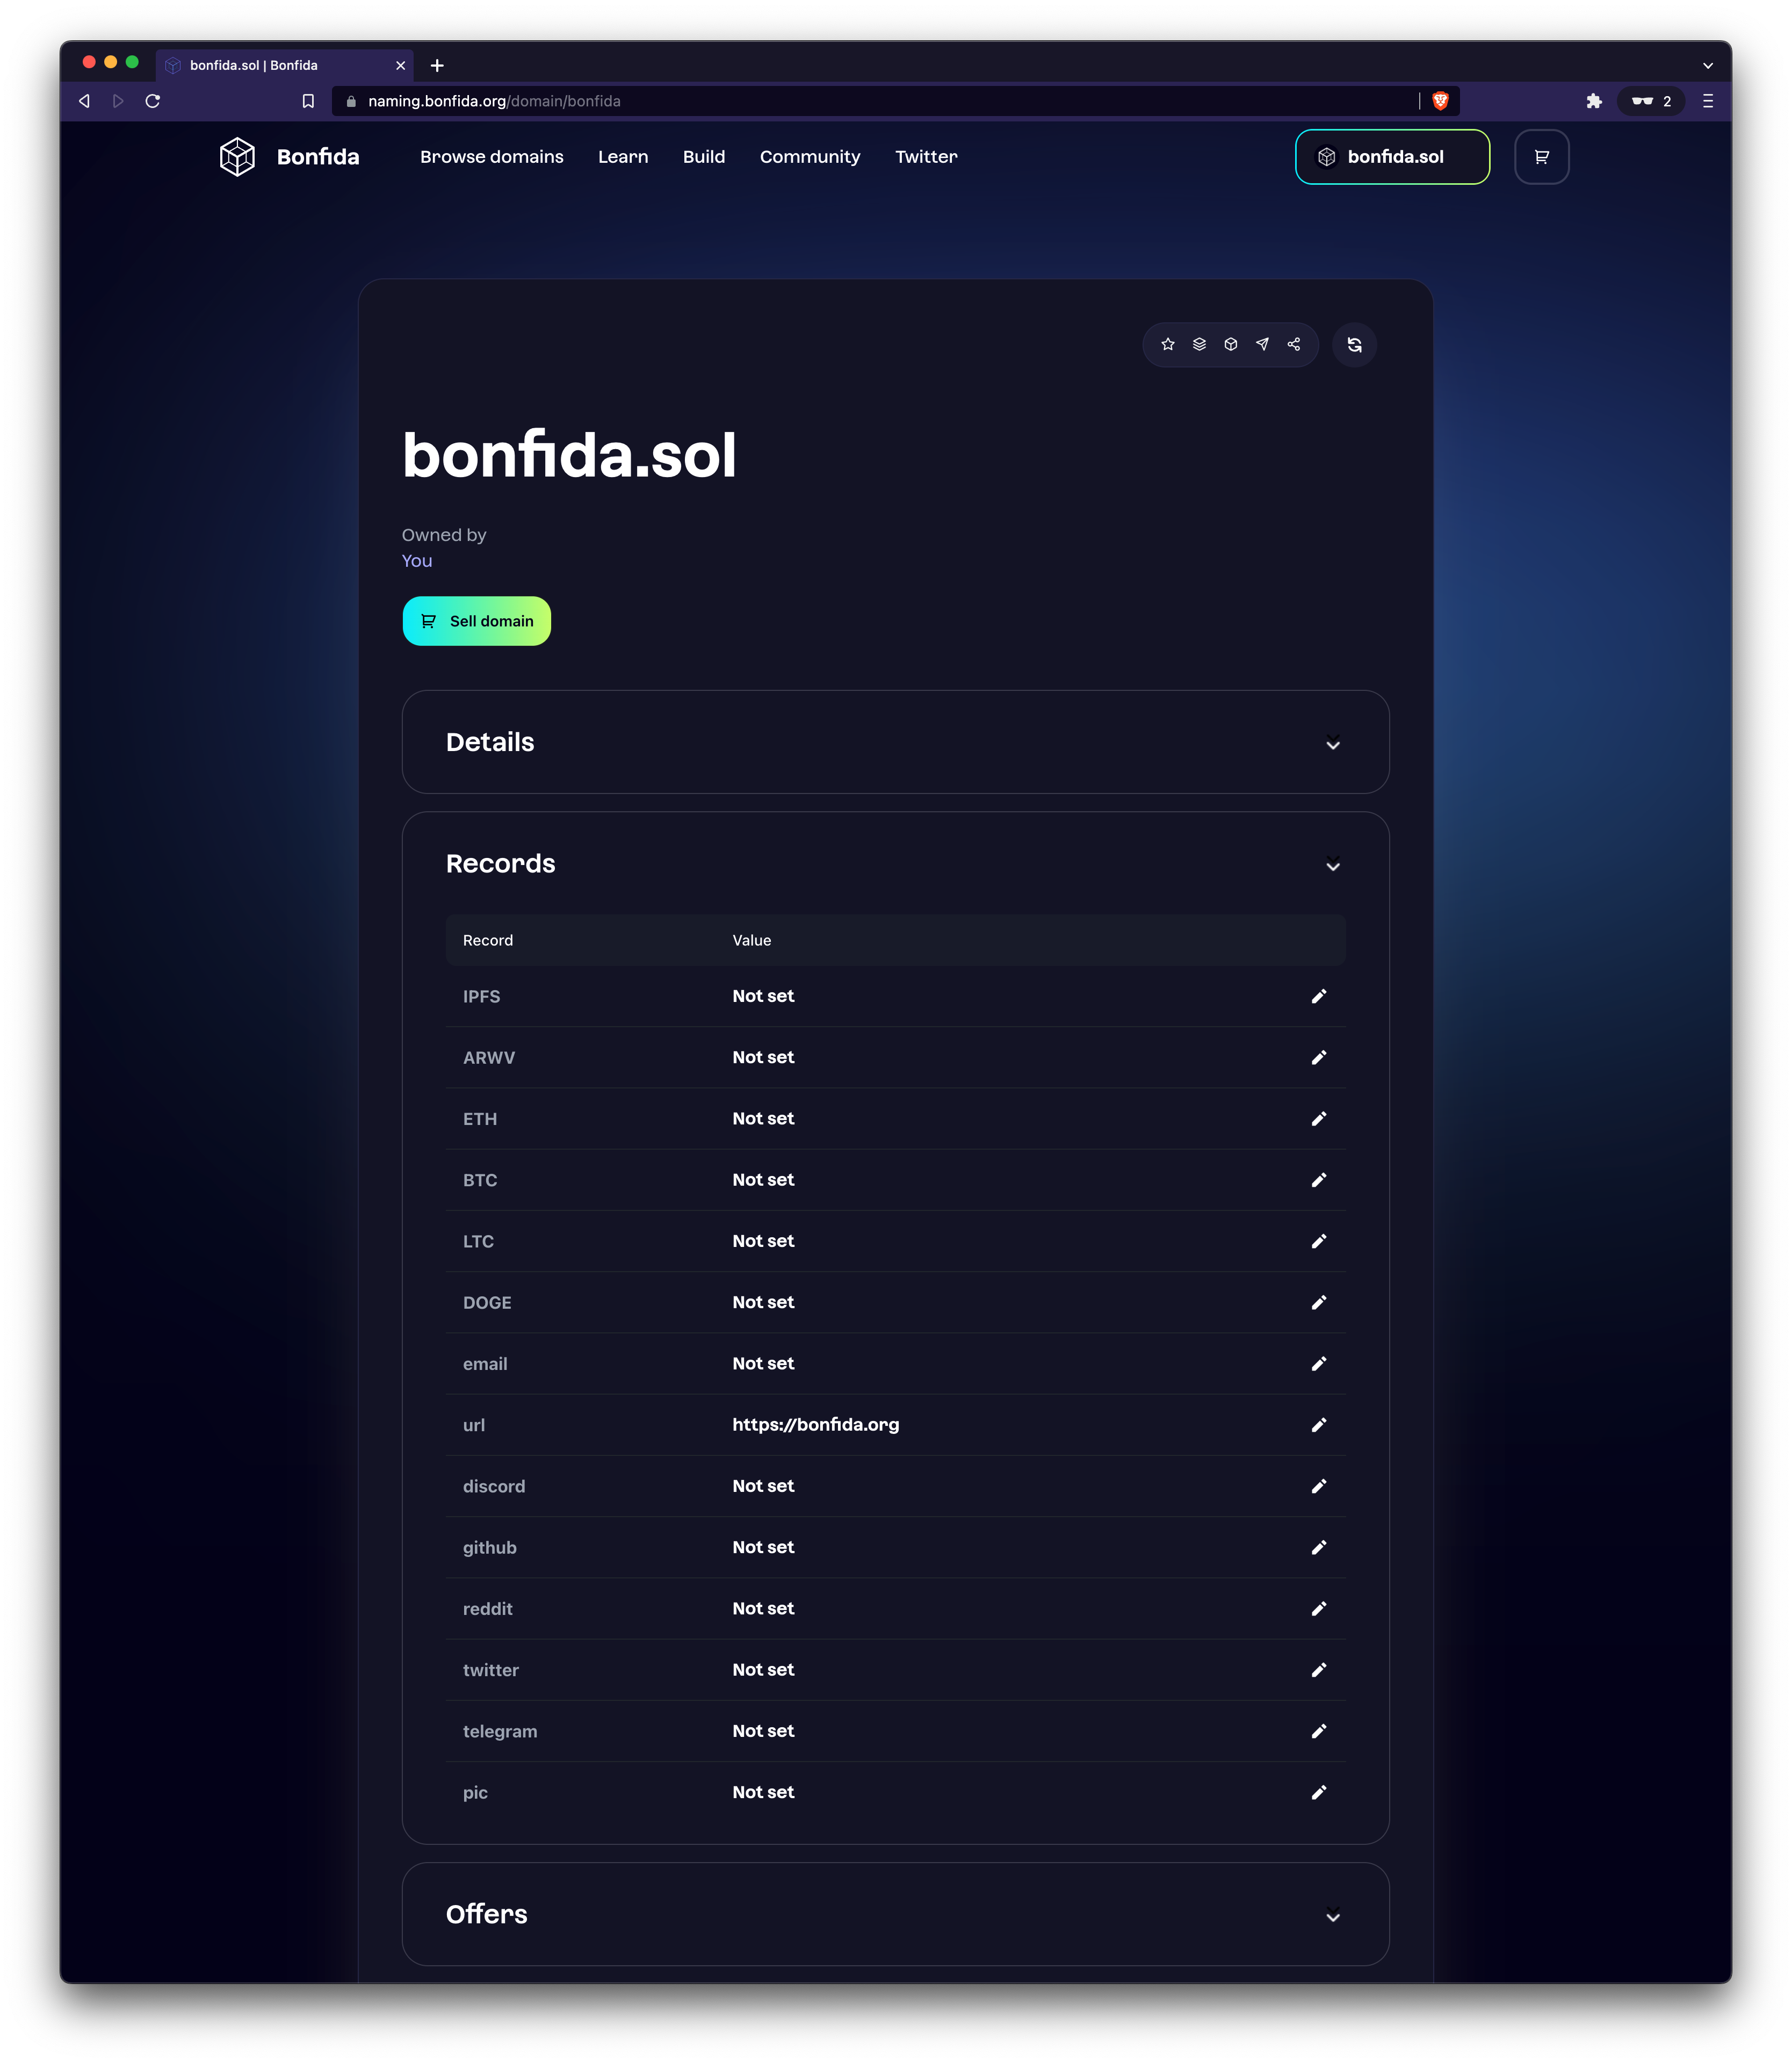 bonfida.sol | Bonfida
naming.bonfida.org/domain/bonfida
2
Bonfida
Browse domains
Learn
Build
Community
Twitter
bonfida.sol
bonfida.sol
Owned by
You
Sell domain
Details
Records
Record Value
IPFS Not set
ARWV Not set
ETH Not set
BTC Not set
LTC Not set
DOGE Not set
email Not set
url https://bonfida.org
discord Not set
github Not set
reddit Not set
twitter Not set
telegram Not set
pic Not set
Offers